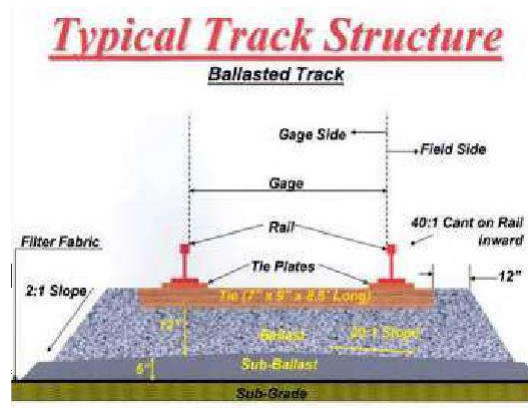 Typical Track Structure
Ballasted Track
Gage Side
Field Side
Gage
Rail
40:1 Cant on Rail
inward
Filter Fabric
Tie Plates
12"
2:1 Slope
Tie (7" x 9" x 8.5' Long)
12"
Ballast
20:1 Slope
Sub-Ballast
6"
Sub-Grade